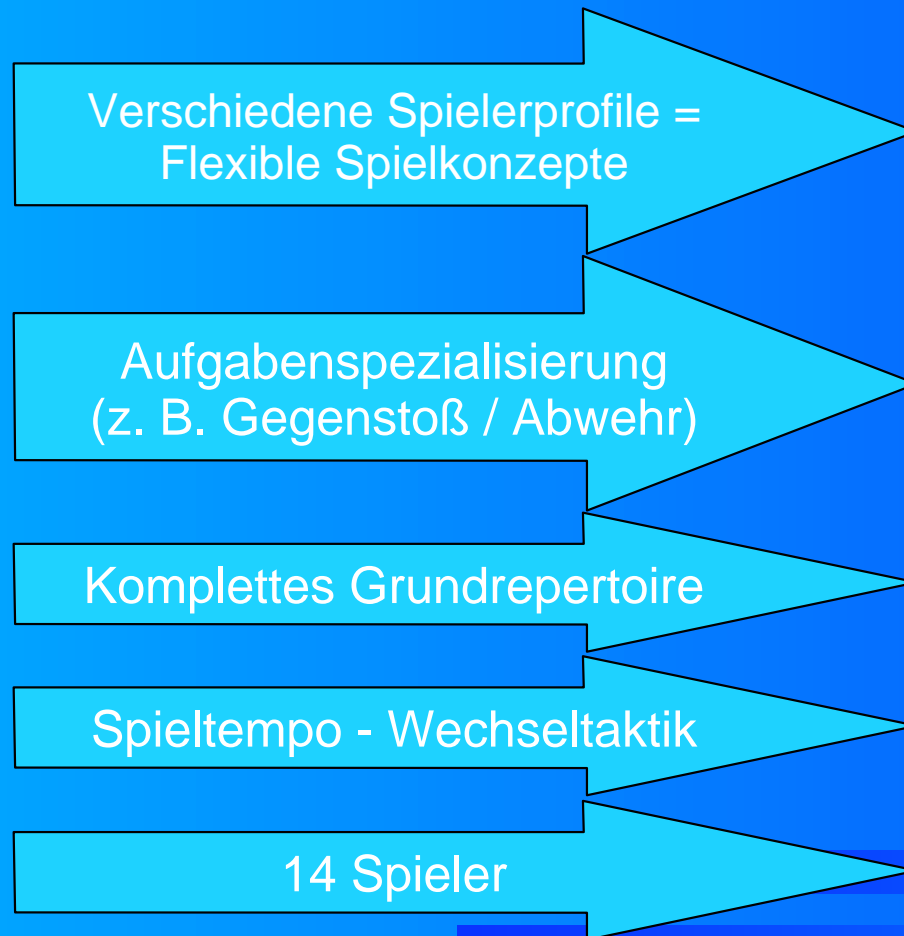 Verschiedene Spielerprofile =
Flexible Spielkonzepte
Aufgabenspezialisierung
(z. B. Gegenstoß / Abwehr)
Komplettes Grundrepertoire
Spieltempo - Wechseltaktik
14 Spieler